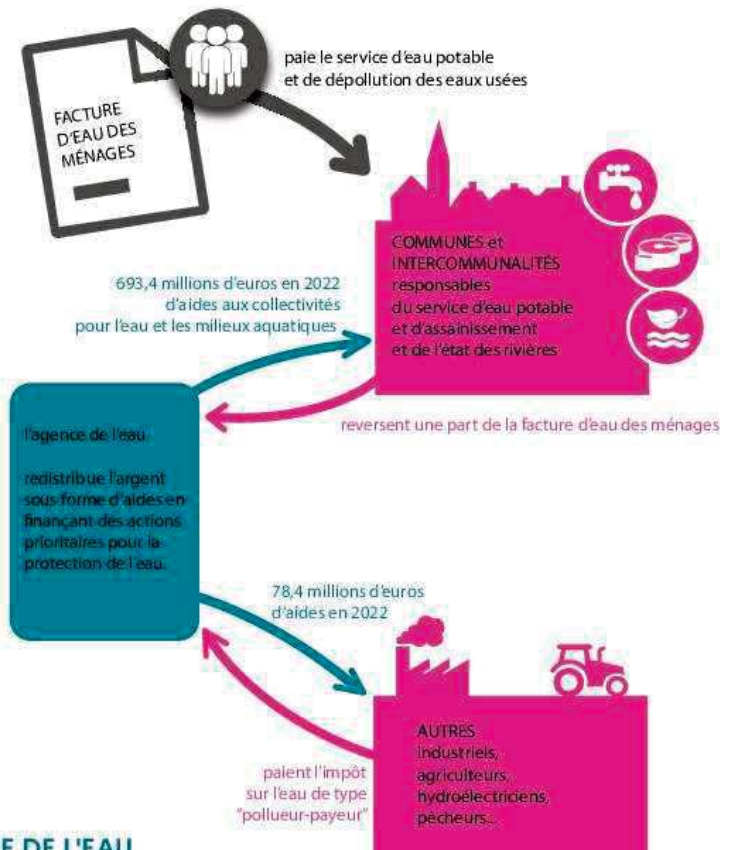 paie le service d'eau potable
et de dépollution des eaux usées
FACTURE
D'EAU DES
MÉNAGES
COMMUNES et
INTERCOMMUNALITÉS
responsables
du service d'eau potable
et d'assainissement
et de l'état des rivières
693,4 millions d'euros en 2022
d'aides aux collectivités
pour l'eau et les milieux aquatiques
reversent une part de la facture d'eau des ménages
l'agence de l'eau
redistribue l'argent
sous forme d'aides en
finançant des actions
prioritaires pour la
protection de l'eau.
78,4 millions d'euros
d'aides en 2022
AUTRES
industriels,
agriculteurs,
hydroélectriciens,
pêcheurs...
paient l'impôt
sur l'eau de type
"pollueur-payeur"
DE L'EAU